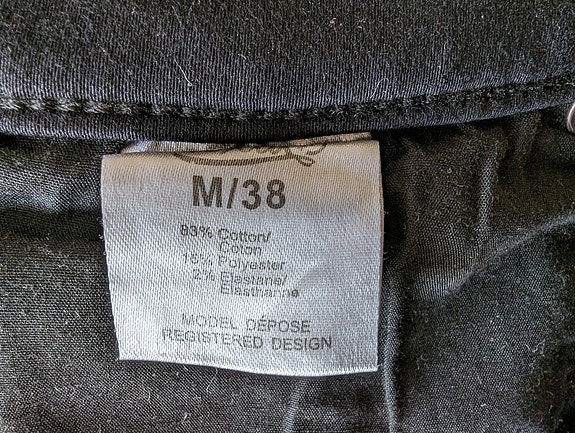 M/38
83% Cotton/
Coton
15% Polyester
2% Elastane/
Elasthanne
MODEL DÉPOSE
REGISTERED DESIGN